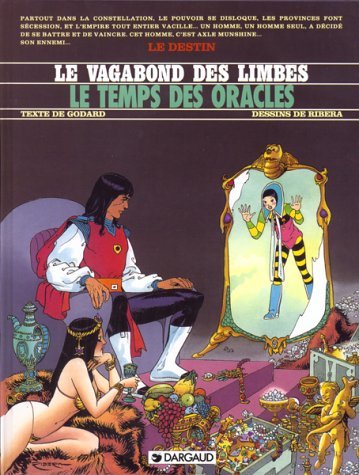 PARTOUT DANS LA CONSTELLATION, LE POUVOIR SE DISLOQUE, LES PROVINCES FONT
SÉCESSION, ET L'EMPIRE TOUT ENTIER VACILLE... UN HOMME, UN HOMME SEUL, A DÉCIDÉ
DE SE BATTRE ET DE VAINCRE. CET HOMME, C'EST AXLE MUNSHINE...
SON ENNEMI...
LE DESTIN
LE VAGABOND DES LIMBES
LE TEMPS DES ORACLES
TEXTE DE GODARD
DESSINS DE RIBERA
RIBERA
DARGAUD